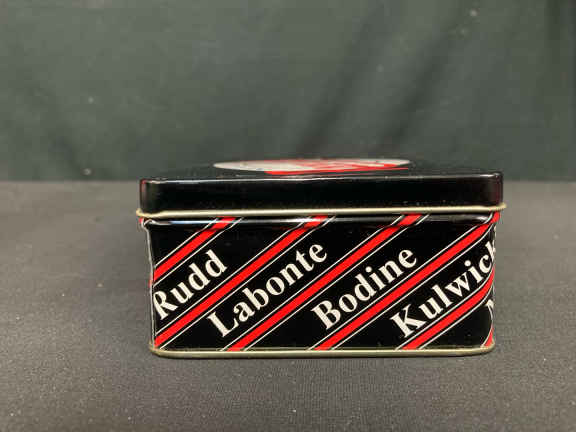 Rudd
Labonte
Bodine
Kulwick